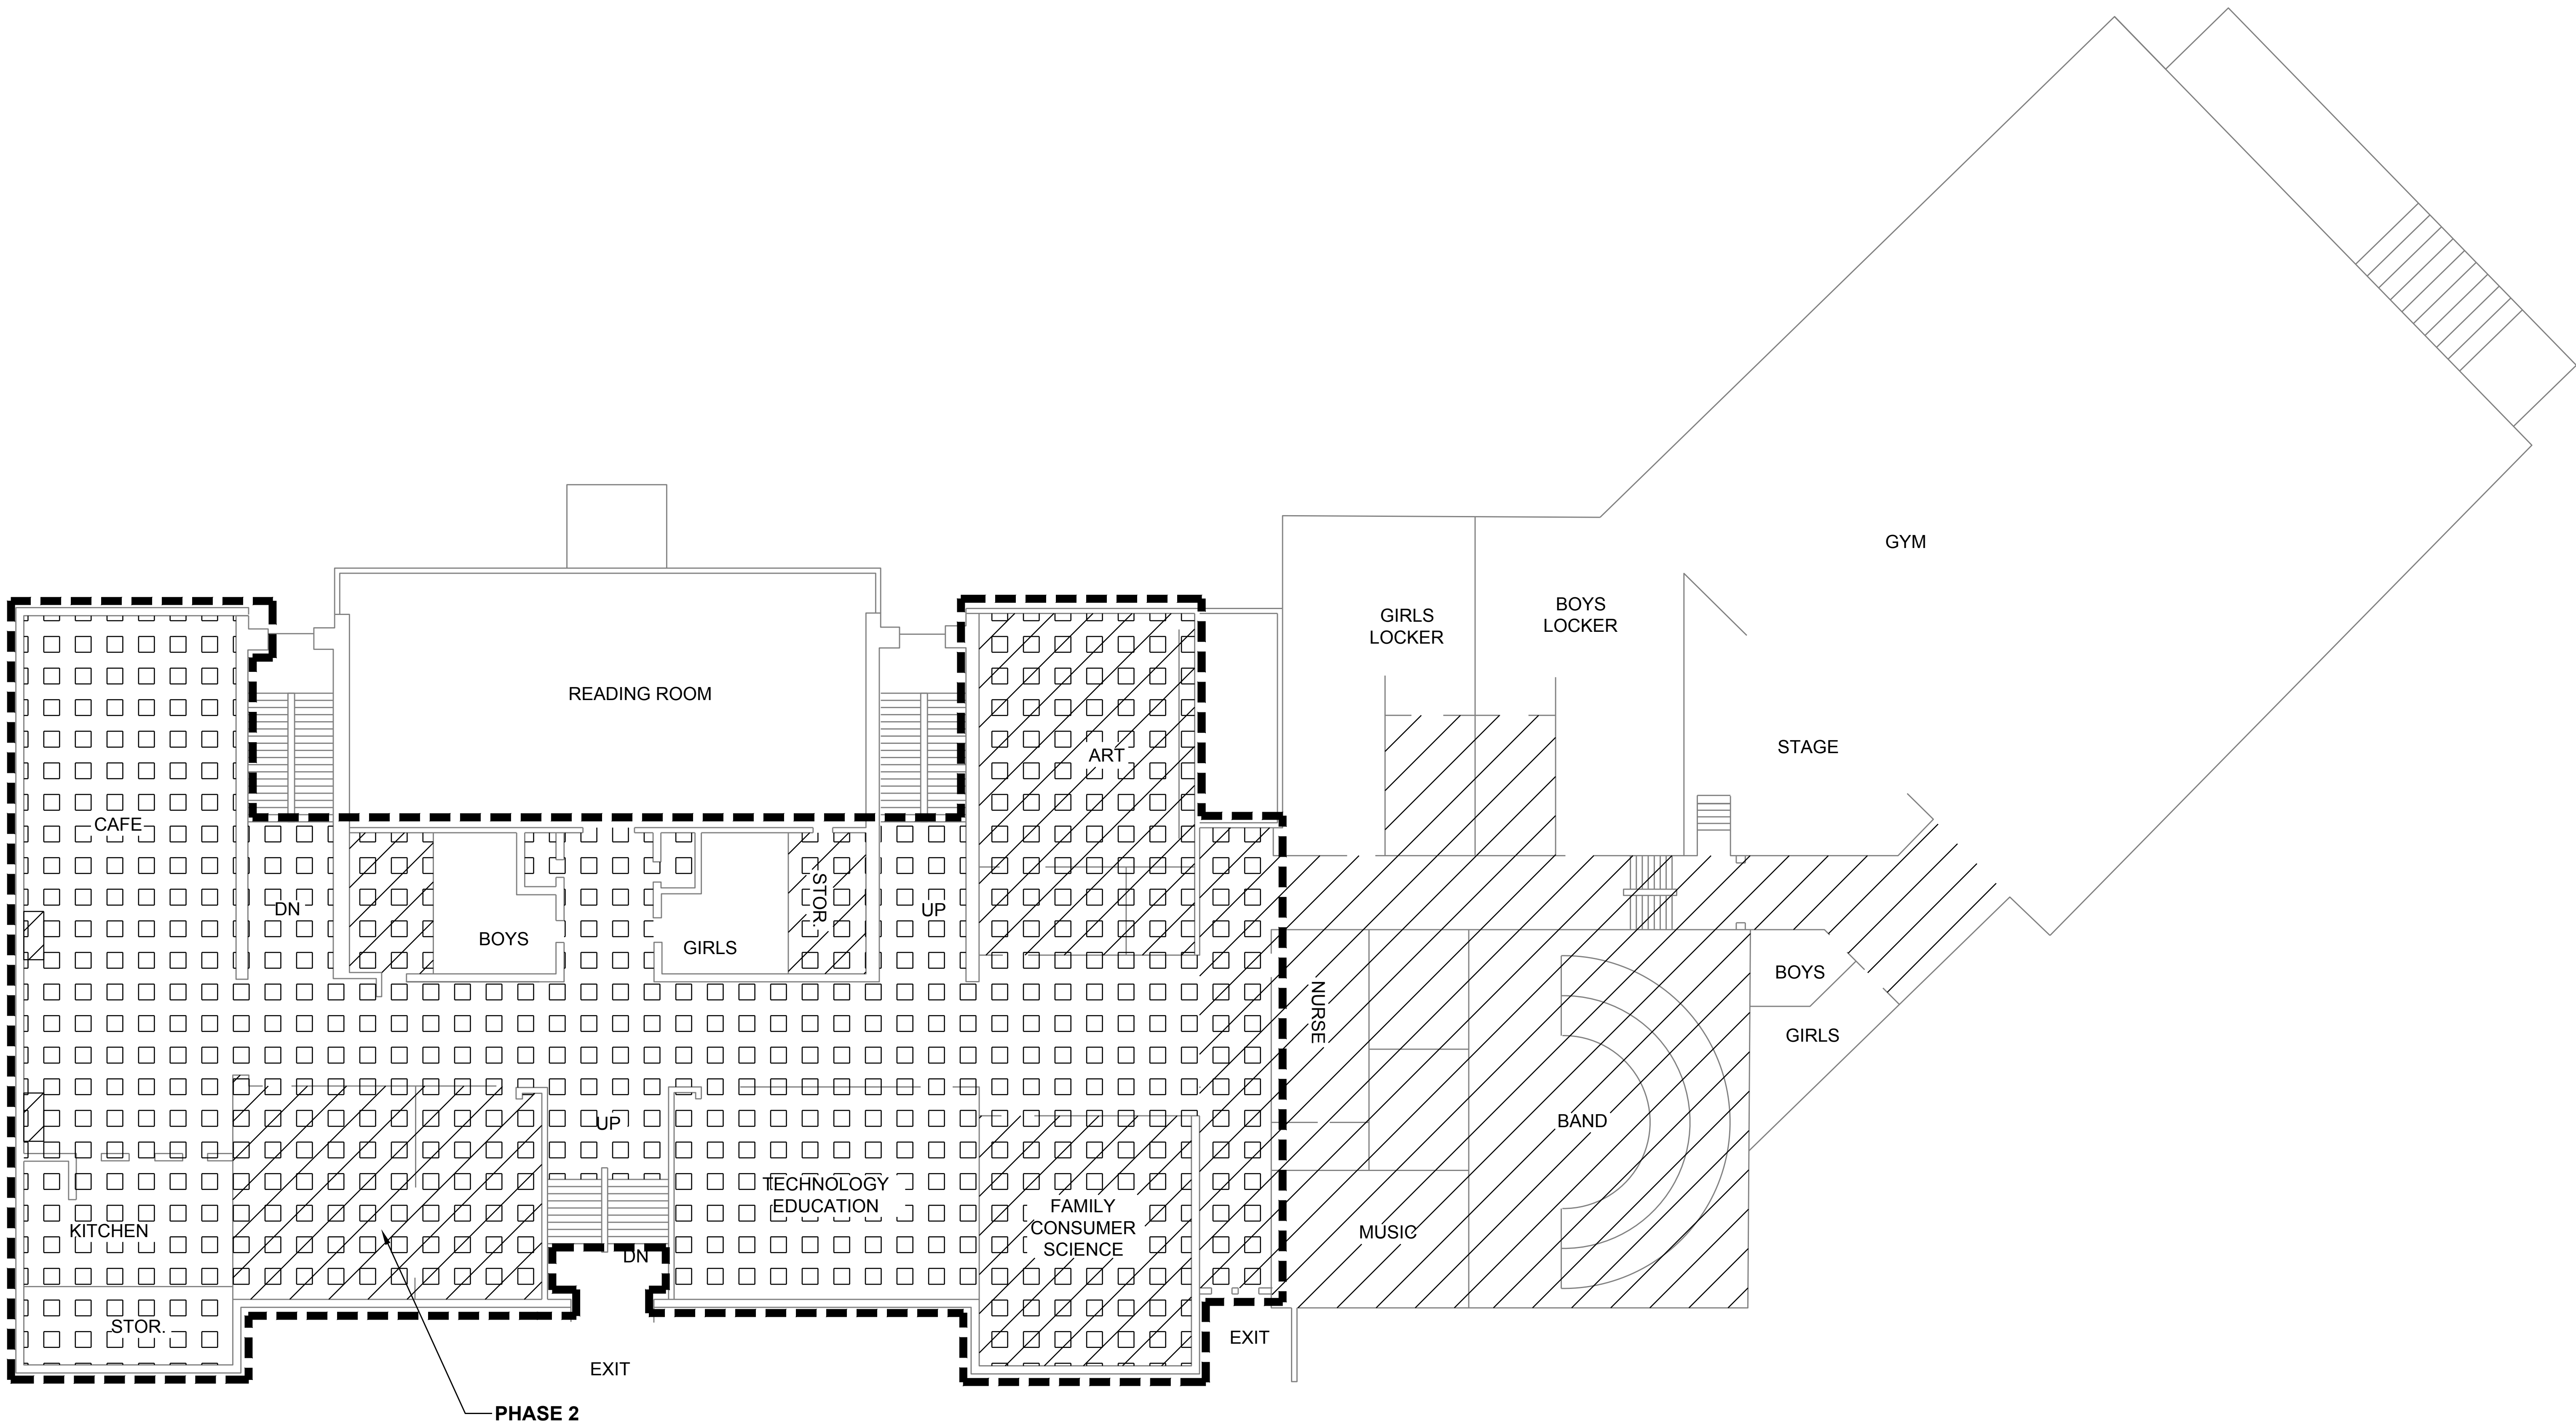 GYM
GIRLS
LOCKER
BOYS
LOCKER
READING ROOM
STAGE
ART
CAFE
STOR.
DN
UP
BOYS
GIRLS
BOYS
NURSE
GIRLS
UP
BAND
TECHNOLOGY
EDUCATION
FAMILY
CONSUMER
SCIENCE
KITCHEN
MUSIC
DN
STOR.
EXIT
EXIT
PHASE 2